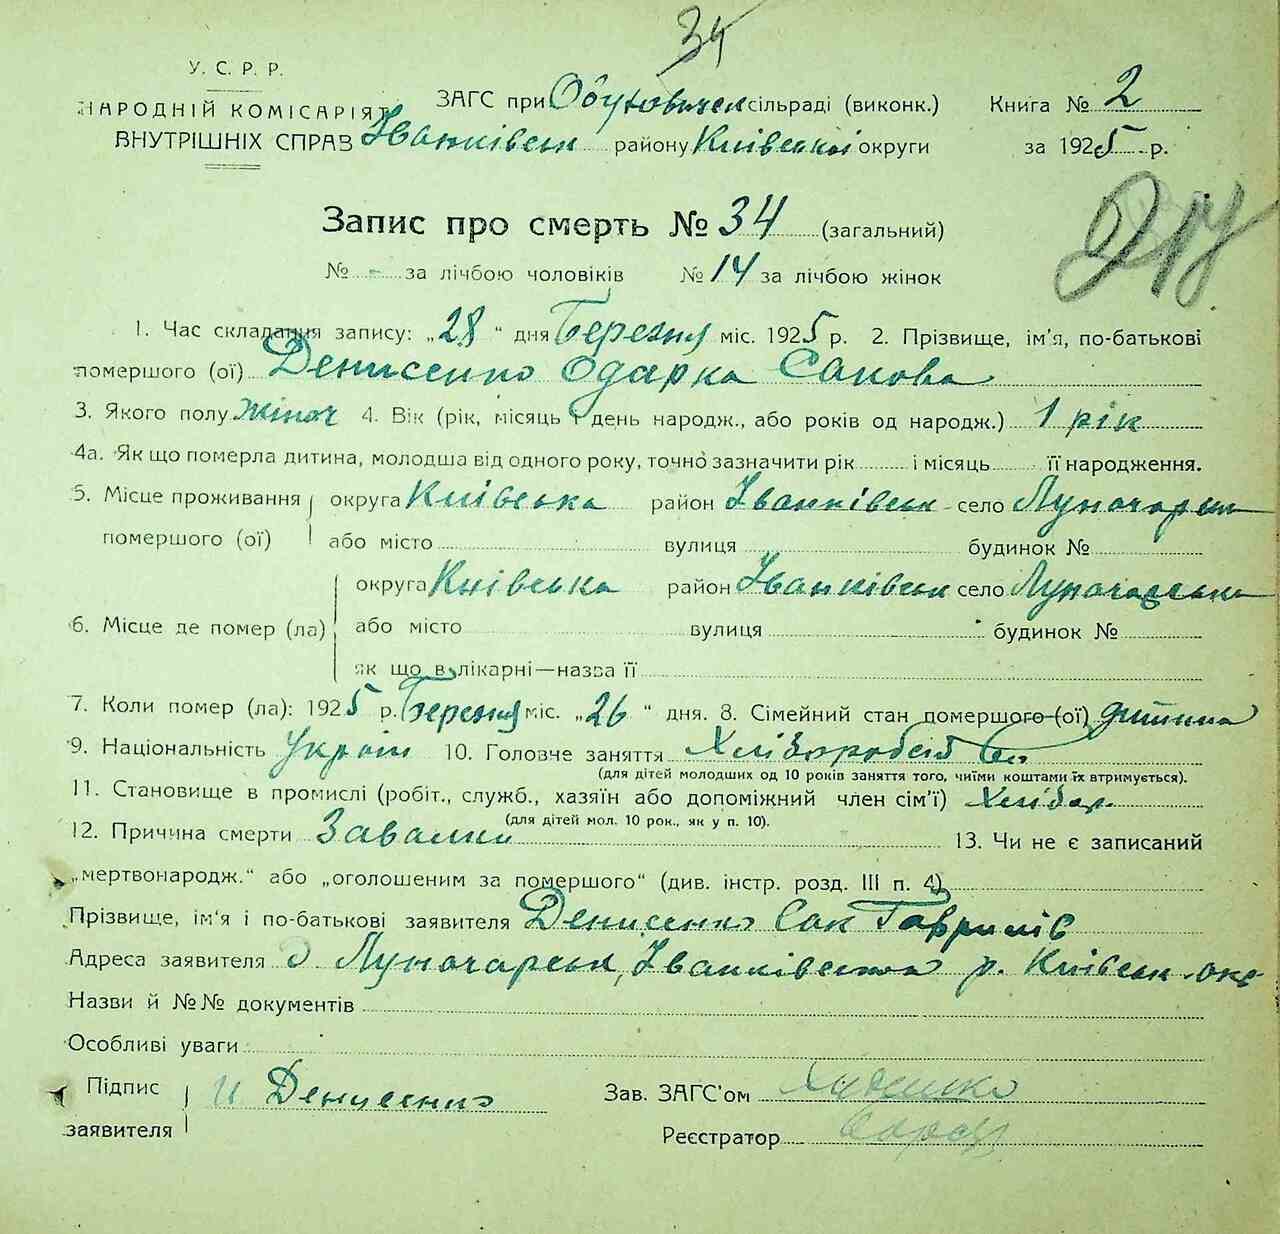 34
У. С. Р. Р.
НАРОДНІЙ КОМІСАРІЯТ
ВНУТРІШНІХ СПРАВ
ЗАГС при Обуховичек сільраді (виконк.)
Іванківськ району Київської округи
Книга № 2
за 1925 р.
Запис про смерть № 34 (загальний)
№ - за лічбою чоловіків № 14 за лічбою жінок
1. Час складання запису: „28“ дня Березня міс. 1925 р. 2. Прізвище, ім'я, по-батькові
помершого (ої) Денисенко Одарка Сакова
3. Якого полу Жіноч 4. Вік (рік, місяць і день народж., або років од народж.) 1 рік
4а. Як що померла дитина, молодша від одного року, точно зазначити рік і місяць її народження.
5. Місце проживання помершого (ої) округа Київська район Іванківськ село Луночарськ
або місто вулиця будинок №
6. Місце де помер (ла) округа Київська район Іванківськ село Луночарська
або місто вулиця будинок №
як що в лікарні—назва її
7. Коли помер (ла): 1925 р. Березня міс. „26“ дня. 8. Сімейний стан домершого (ої) дитина
9. Національність Україн 10. Головне заняття Хлібороб
(для дітей молодших од 10 років заняття того, чиїми коштами їх втримується).
11. Становище в промислі (робіт., служб., хазяїн або допоміжний член сім'ї)
(для дітей мол. 10 рок., як у п. 10).
12. Причина смерти Завалки 13. Чи не є записаний
„мертвонародж.“ або „оголошеним за помершого“ (див. інстр. розд. III п. 4)
Прізвище, ім'я і по-батькові заявителя Денисенко Сак Гаврилів
Адреса заявителя с Луночарськ, Іванківського р. Київськ окр
Назви й №№ документів
Особливі уваги
Підпис заявителя Денисенко
Зав. ЗАГС'ом
Реєстратор